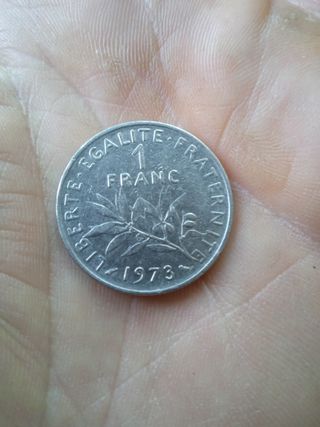 LIBERTE · EGALITE · FRATERNITE
1
FRANC
1973